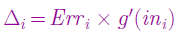 Δᵢ = Errᵢ × g′(inᵢ)